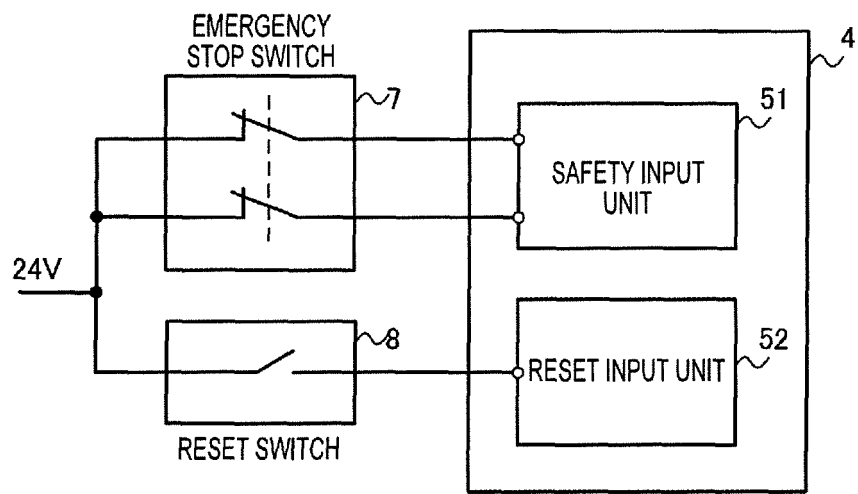 EMERGENCY
STOP SWITCH
4
7
51
SAFETY INPUT
UNIT
24V
8
52
RESET INPUT UNIT
RESET SWITCH